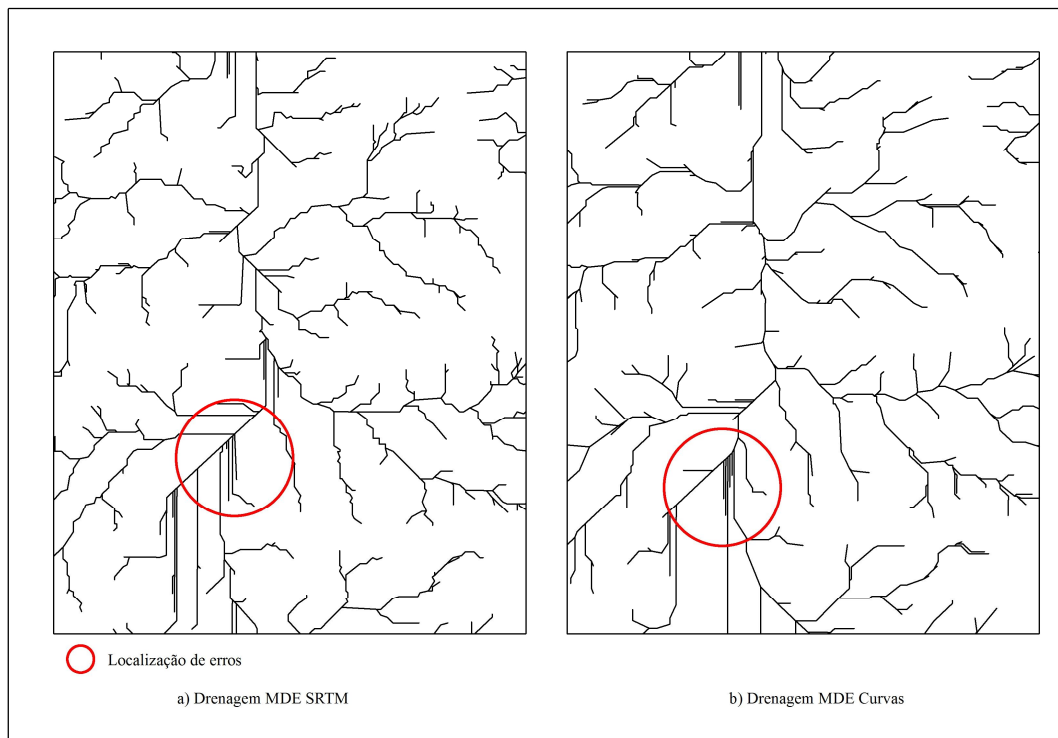 Localização de erros
a) Drenagem MDE SRTM
b) Drenagem MDE Curvas